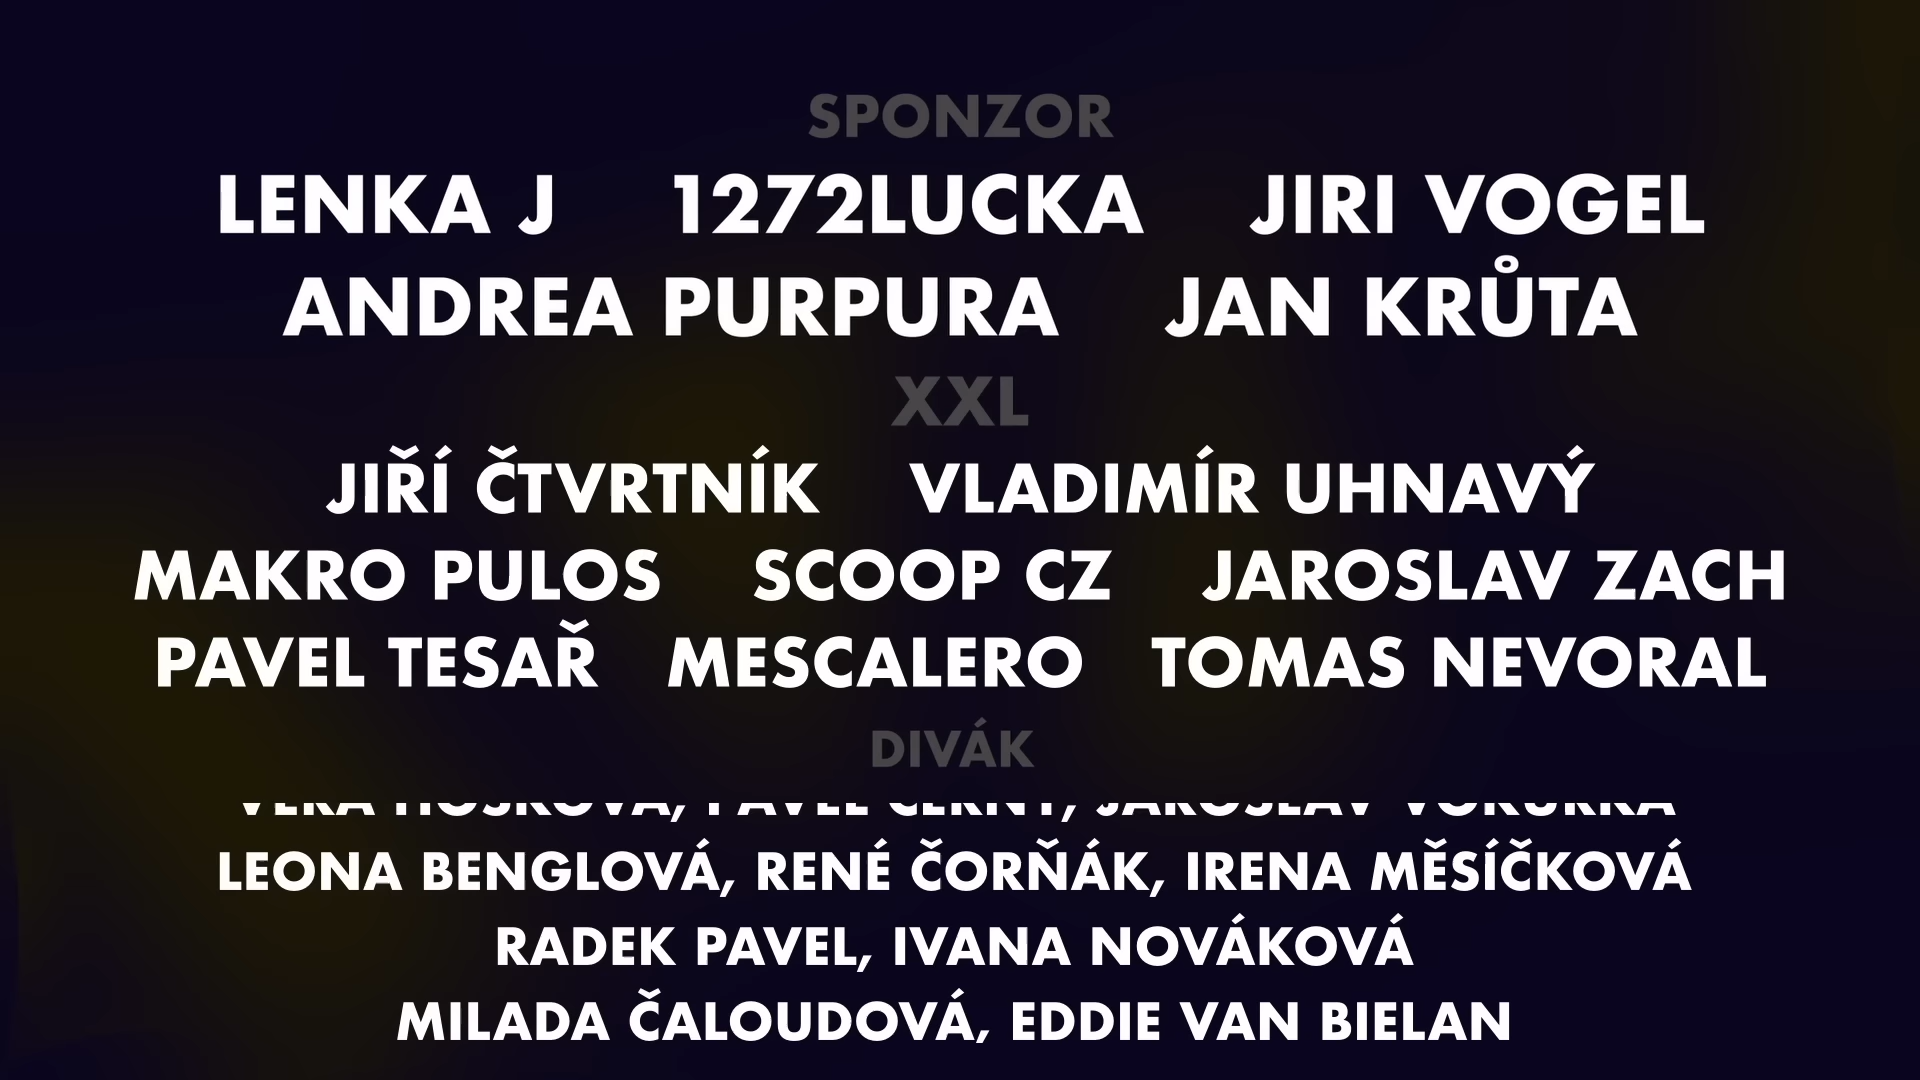 SPONZOR
LENKA J 1272LUCKA JIRI VOGEL
ANDREA PURPURA JAN KRŮTA
XXL
JIŘÍ ČTVRTNÍK VLADIMÍR UHNAVÝ
MAKRO PULOS SCOOP CZ JAROSLAV ZACH
PAVEL TESAŘ MESCALERO TOMAS NEVORAL
DIVÁK
LEONA BENGLOVÁ, RENÉ ČORŇÁK, IRENA MĚSÍČKOVÁ
RADEK PAVEL, IVANA NOVÁKOVÁ
MILADA ČALOUDOVÁ, EDDIE VAN BIELAN